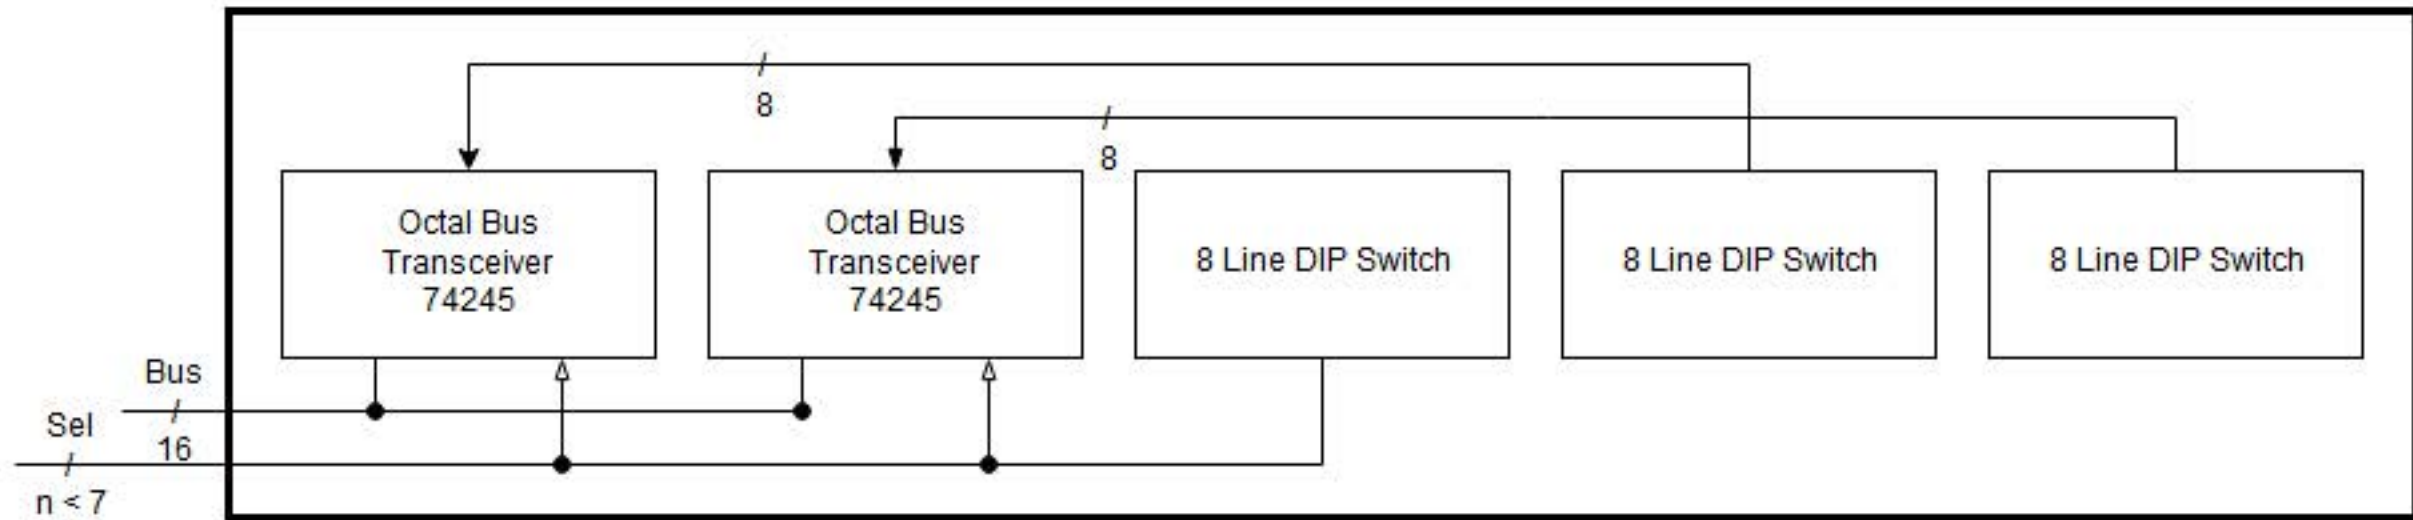 /
8
/
8
Octal Bus
Transceiver
74245
Octal Bus
Transceiver
74245
8 Line DIP Switch
8 Line DIP Switch
8 Line DIP Switch
Bus
/
16
Sel
/
n < 7